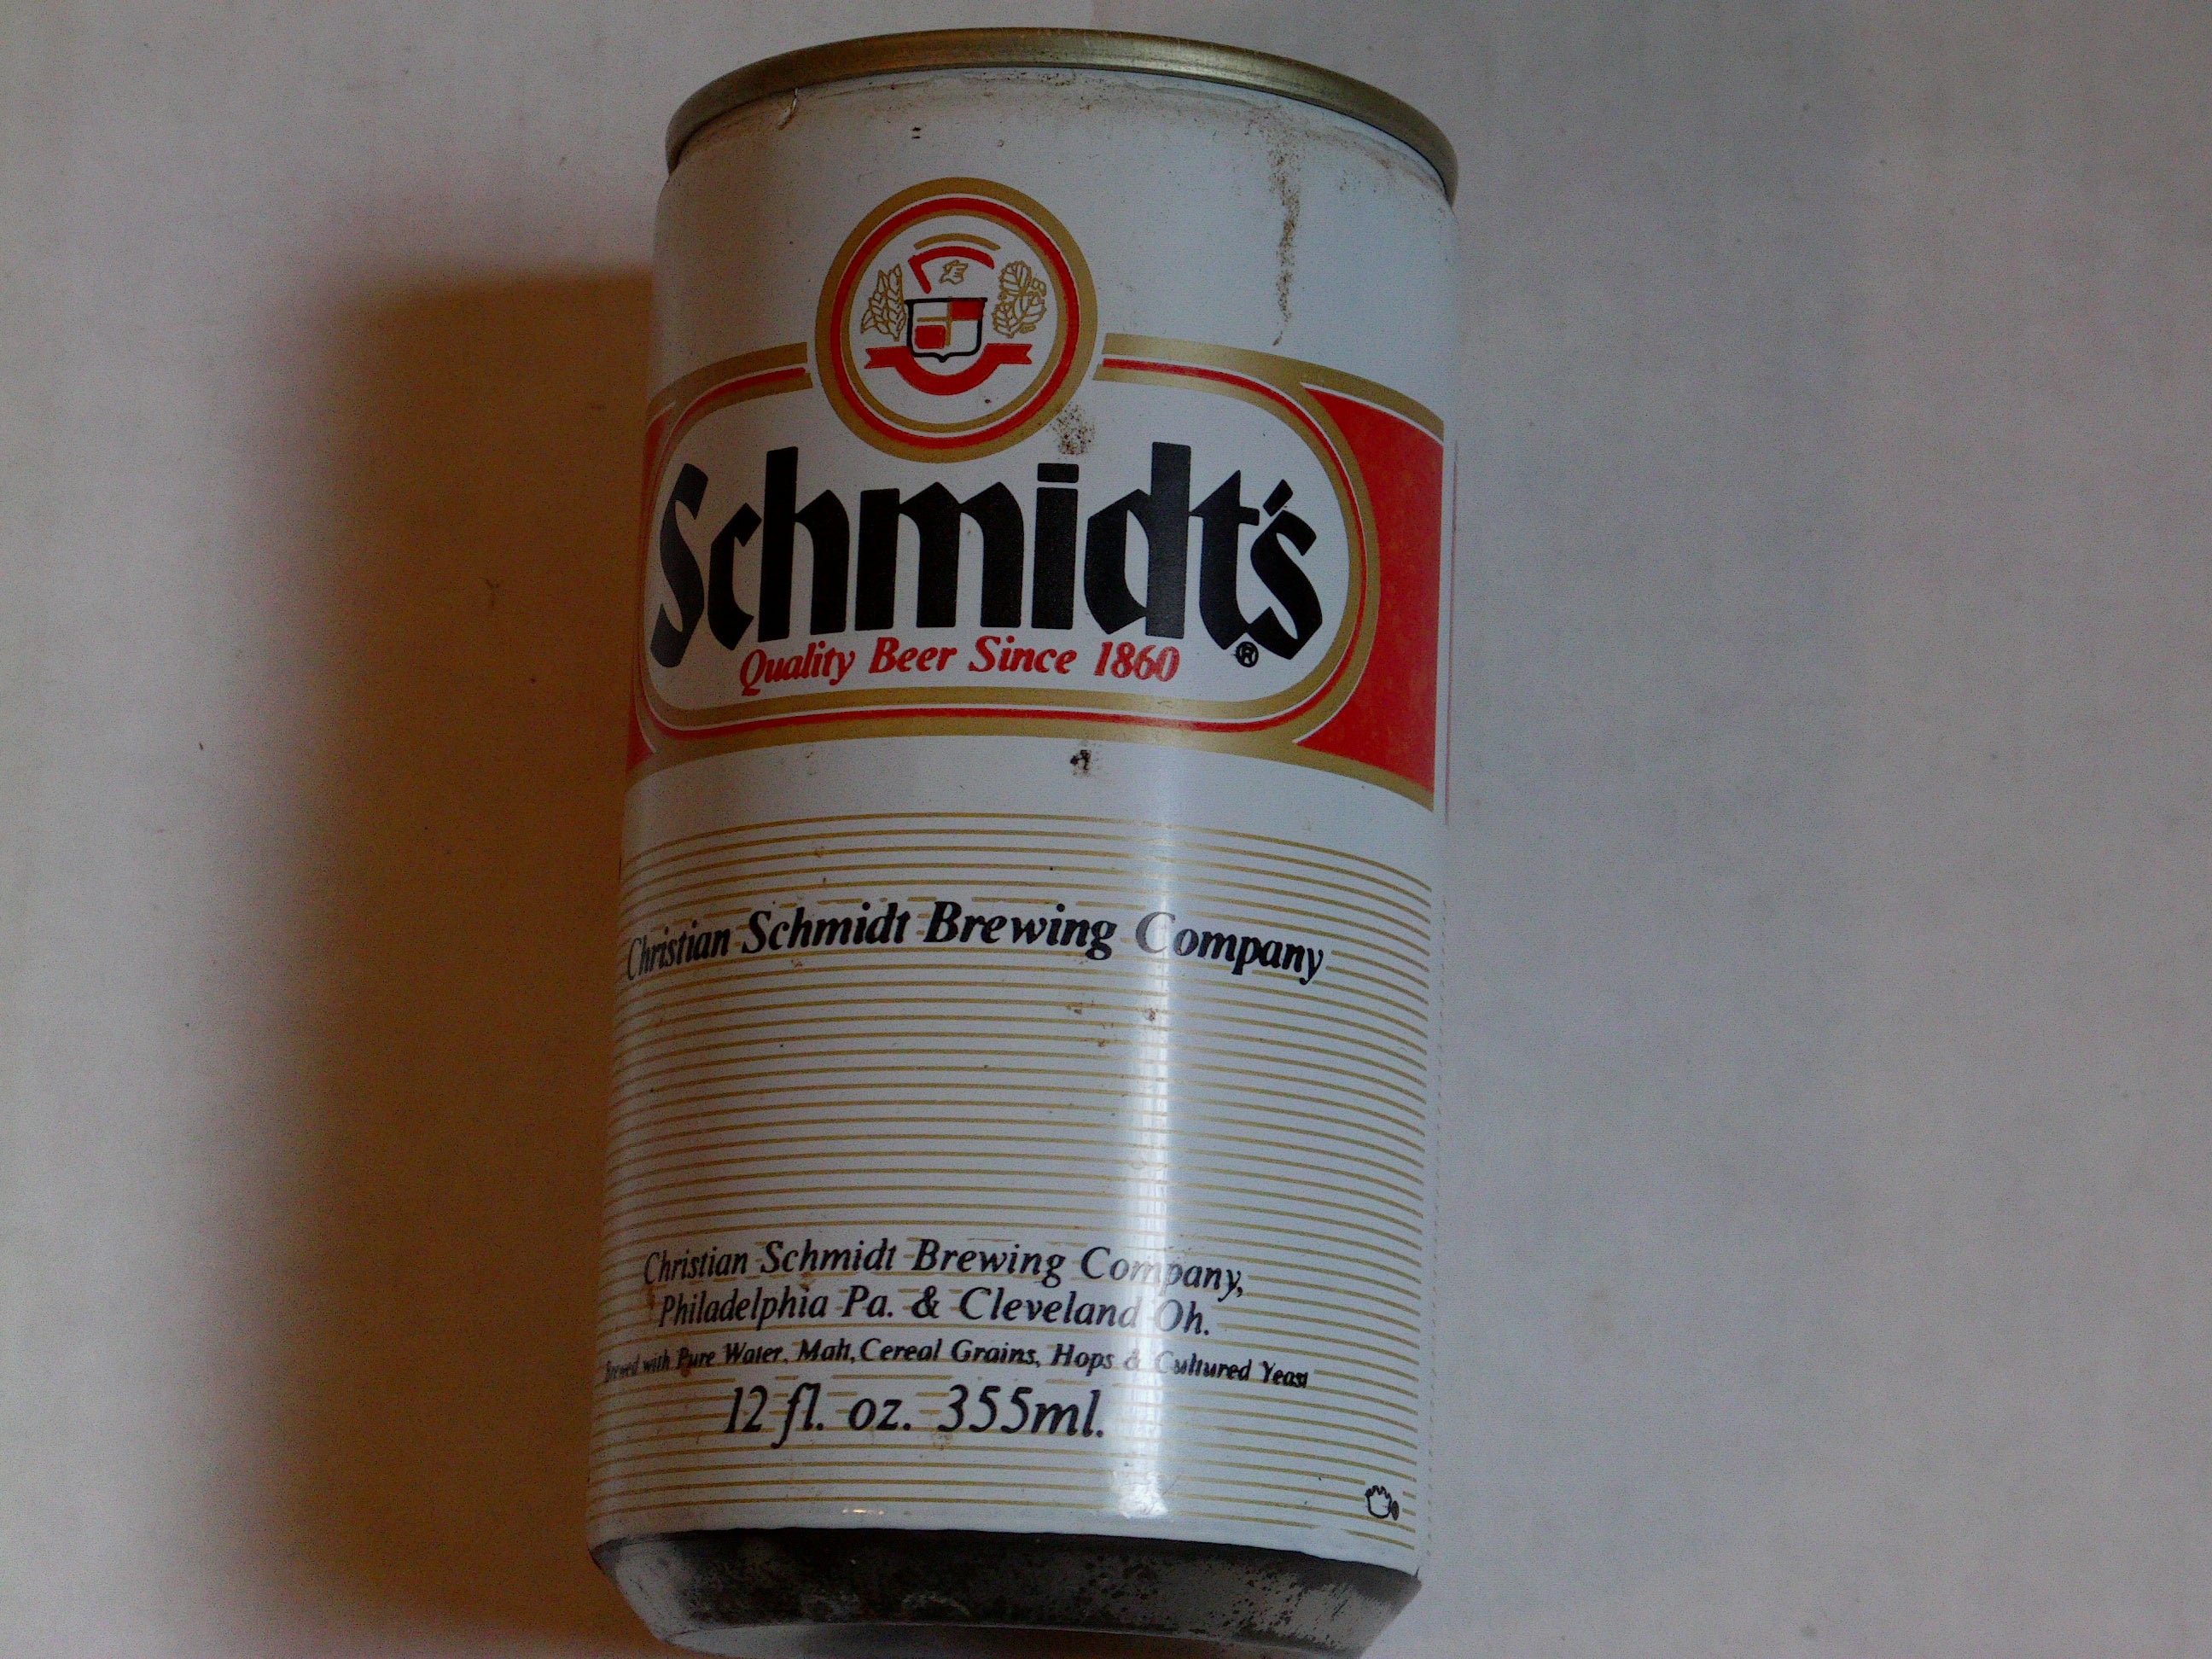 Schmidt's ®
Quality Beer Since 1860
Christian Schmidt Brewing Company
Christian Schmidt Brewing Company,
Philadelphia Pa. & Cleveland Oh.
Brewed with Pure Water, Malt, Cereal Grains, Hops & Cultured Yeast
12 fl. oz. 355ml.